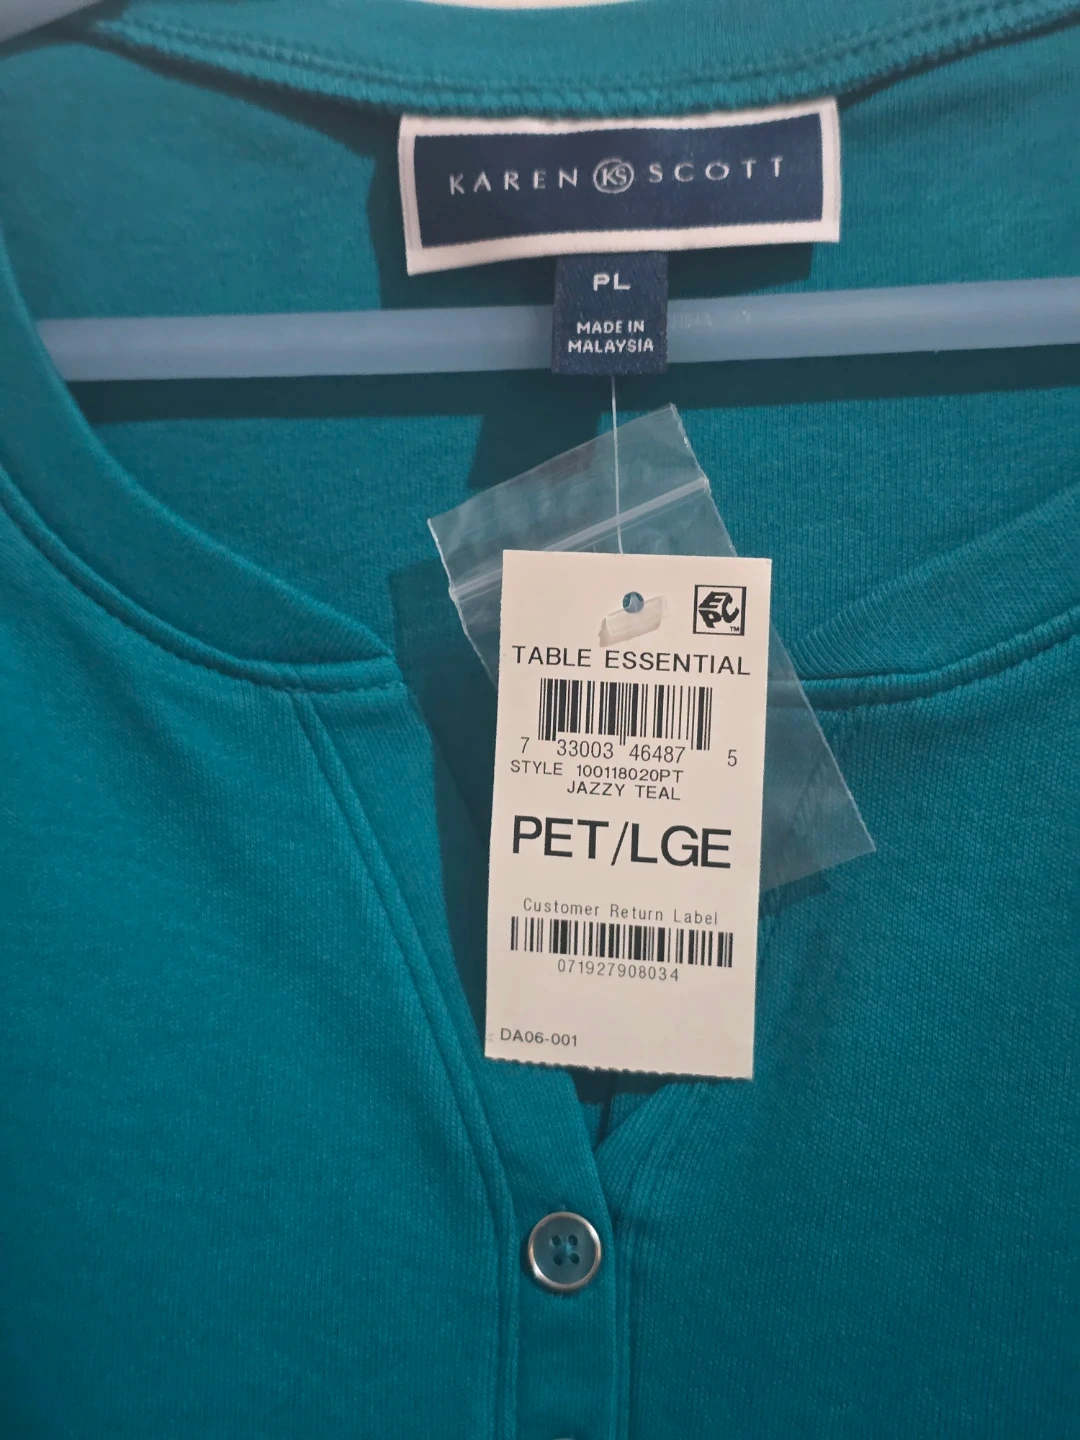 KAREN KS SCOTT
PL
MADE IN
MALAYSIA
ECPC™
TABLE ESSENTIAL
7 33003 46487 5
STYLE 100118020PT
JAZZY TEAL
PET/LGE
Customer Return Label
071927908034
DA06-001